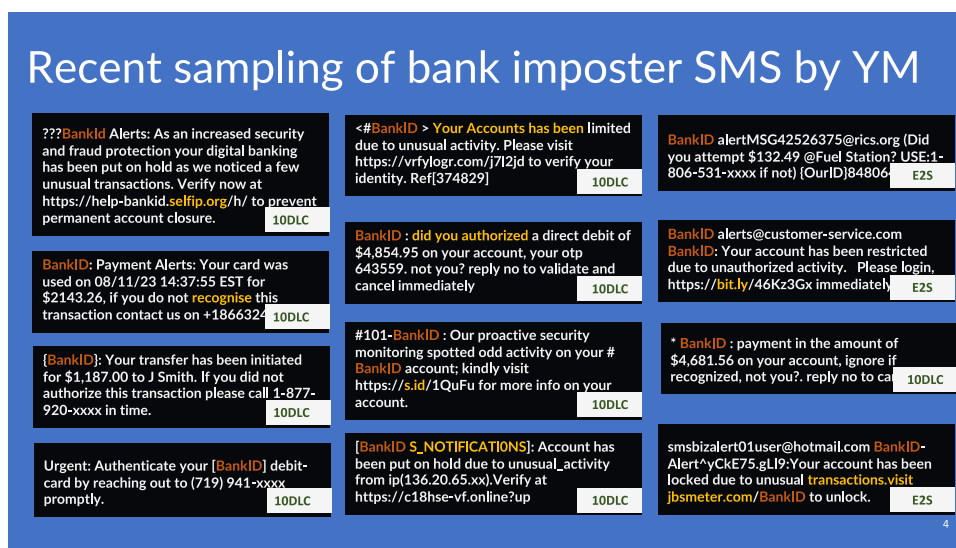 Recent sampling of bank imposter SMS by YM
???BankId Alerts: As an increased security
and fraud protection your digital banking
has been put on hold as we noticed a few
unusual transactions. Verify now at
https://help-bankid.selfip.org/h/ to prevent
permanent account closure.
10DLC
BankID: Payment Alerts: Your card was
used on 08/11/23 14:37:55 EST for
$2143.26, if you do not recognise this
transaction contact us on +1866324
10DLC
{BankID}: Your transfer has been initiated
for $1,187.00 to J Smith. If you did not
authorize this transaction please call 1-877-
920-xxxx in time.
10DLC
Urgent: Authenticate your [BankID] debit-
card by reaching out to (719) 941-xxxx
promptly.
10DLC
<#BankID > Your Accounts has been limited
due to unusual activity. Please visit
https://vrfylogr.com/j7l2jd to verify your
identity. Ref[374829]
10DLC
BankID : did you authorized a direct debit of
$4,854.95 on your account, your otp
643559. not you? reply no to validate and
cancel immediately
10DLC
#101-BankID : Our proactive security
monitoring spotted odd activity on your #
BankID account; kindly visit
https://s.id/1QuFu for more info on your
account.
10DLC
[BankID S_NOTIFICATI0NS]: Account has
been put on hold due to unusual_activity
from ip(136.20.65.xx).Verify at
https://c18hse-vf.online?up
10DLC
BankID alertMSG42526375@rics.org (Did
you attempt $132.49 @Fuel Station? USE:1-
806-531-xxxx if not) {OurID}84806
E2S
BankID alerts@customer-service.com
BankID: Your account has been restricted
due to unauthorized activity. Please login,
https://bit.ly/46Kz3Gx immediately
E2S
* BankID : payment in the amount of
$4,681.56 on your account, ignore if
recognized, not you?. reply no to
10DLC
smsbizalert01user@hotmail.com BankID-
Alert^yCkE75.gLI9:Your account has been
locked due to unusual transactions.visit
jbsmeter.com/BankID to unlock.
E2S
4